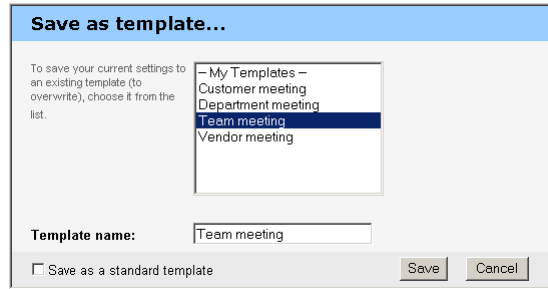 Save as template...
To save your current settings to
an existing template (to
overwrite), choose it from the
list.
– My Templates –
Customer meeting
Department meeting
Team meeting
Vendor meeting
Template name:
Team meeting
Save as a standard template
Save
Cancel